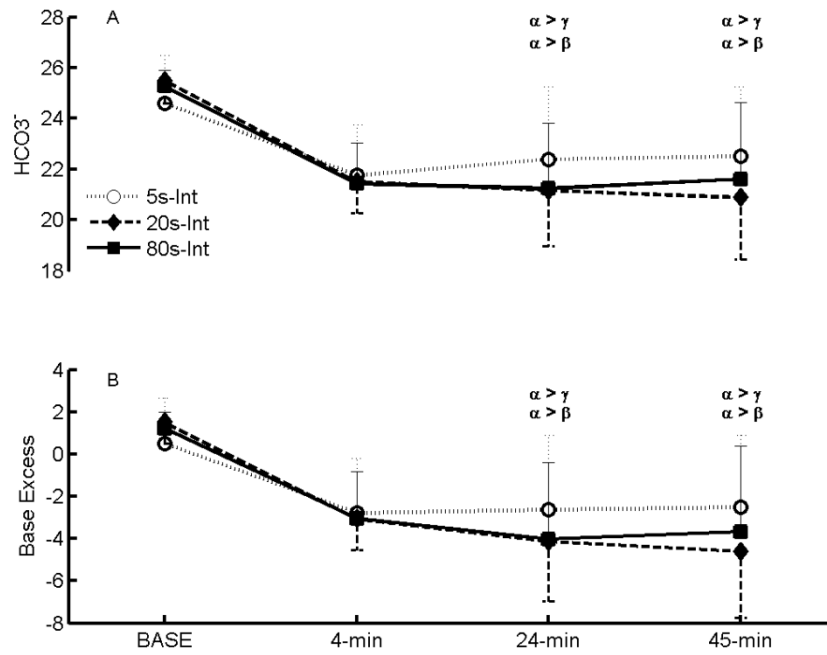 A
28
26
24
22
20
18
HCO3⁻
α > γ
α > β
α > γ
α > β
5s-Int
20s-Int
80s-Int
B
4
2
0
-2
-4
-6
-8
Base Excess
α > γ
α > β
α > γ
α > β
BASE 4-min 24-min 45-min